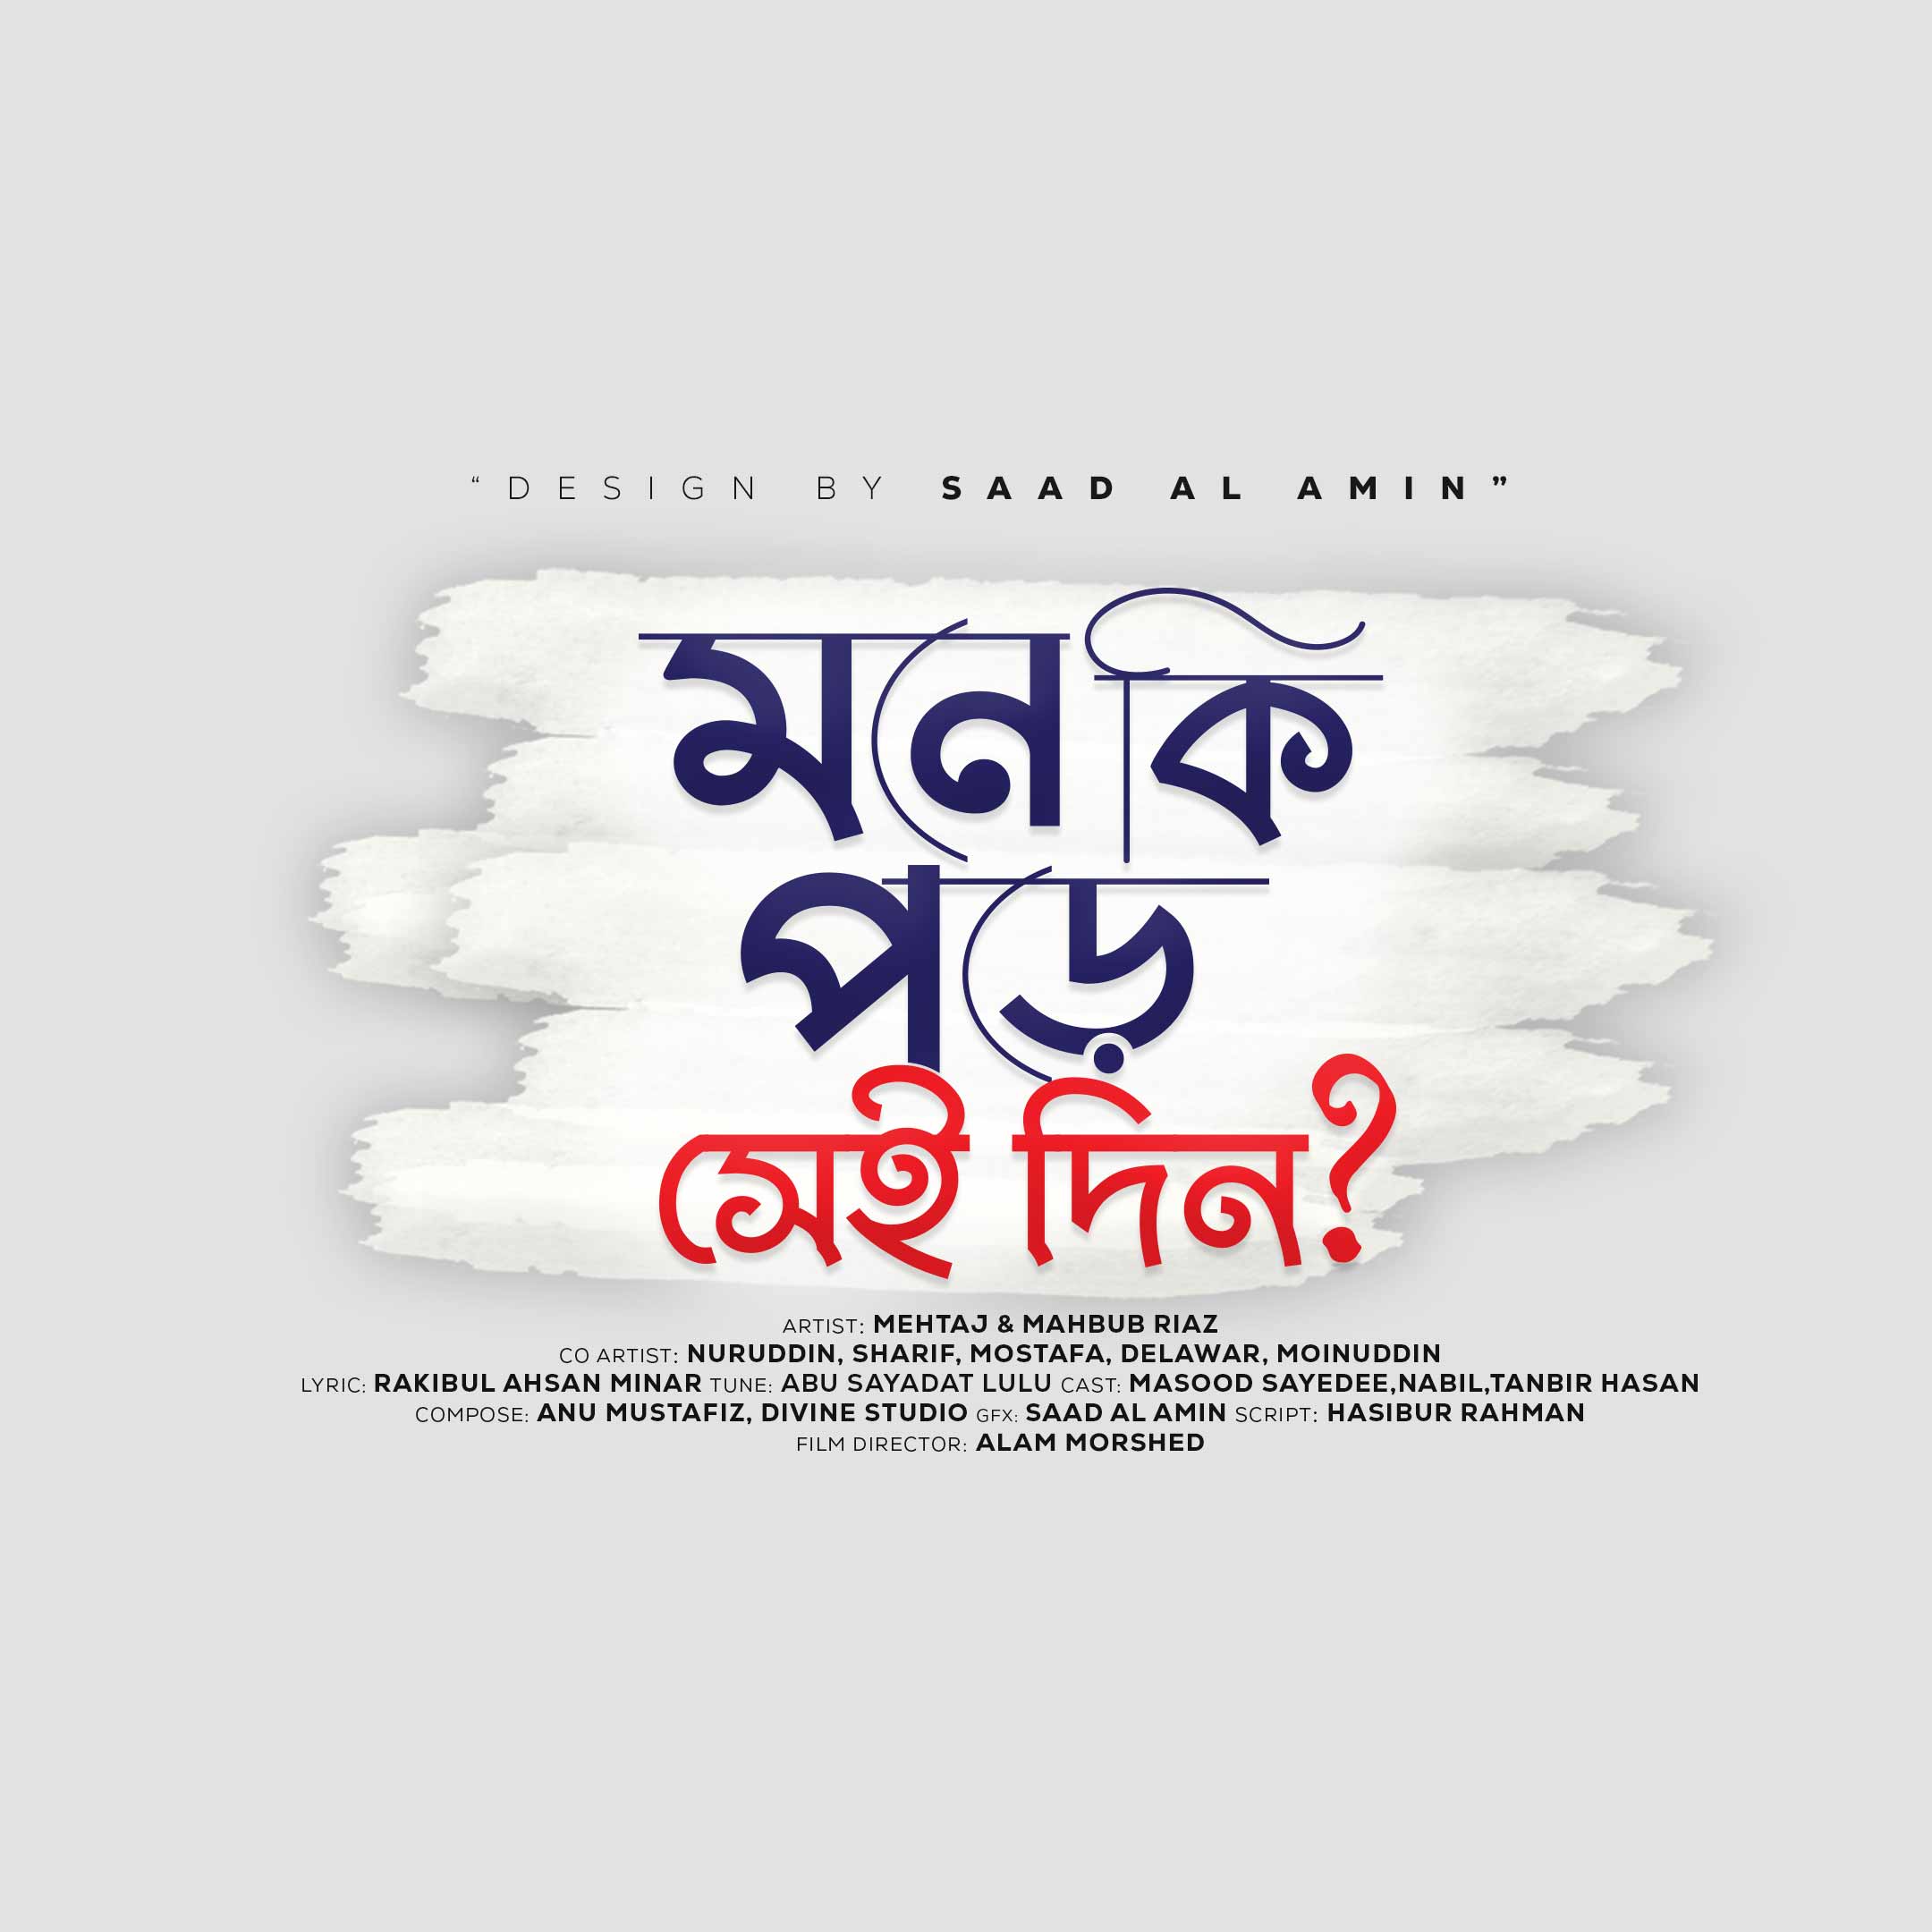 “DESIGN BY SAAD AL AMIN”
মনে কি
পড়ে
সেই দিন?
ARTIST: MEHTAJ & MAHBUB RIAZ
CO ARTIST: NURUDDIN, SHARIF, MOSTAFA, DELAWAR, MOINUDDIN
LYRIC: RAKIBUL AHSAN MINAR TUNE: ABU SAYADAT LULU CAST: MASOOD SAYEDEE,NABIL,TANBIR HASAN
COMPOSE: ANU MUSTAFIZ, DIVINE STUDIO GFX: SAAD AL AMIN SCRIPT: HASIBUR RAHMAN
FILM DIRECTOR: ALAM MORSHED